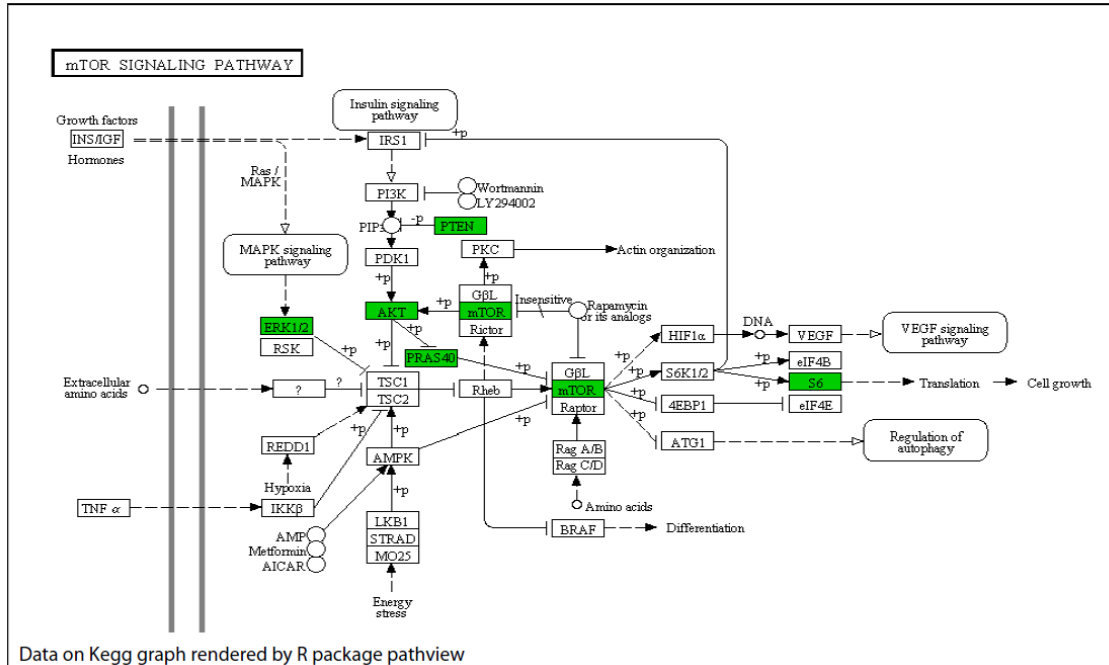 mTOR SIGNALING PATHWAY
Insulin signaling
pathway
Growth factors
INS/IGF
Hormones
IRS1
+p
Ras /
MAPK
PI3K
Wortmannin
LY294002
PIP3
-p
PTEN
MAPK signaling
pathway
PDK1
PKC
Actin organization
+p
+p
GβL
Insensitive
Rapamycin
or its analogs
AKT
+p
mTOR
Rictor
ERK1/2
RSK
+p
+p
+p
PRAS40
HIF1α
DNA
VEGF
VEGF signaling
pathway
+p
GβL
+p
+p
eIF4B
Extracellular
amino acids
?
?
TSC1
TSC2
Rheb
mTOR
Raptor
+p
S6K1/2
+p
S6
Translation
Cell growth
+p
4EBP1
eIF4E
+p
+p
+p
+p
REDD1
AMPK
Rag A/B
Rag C/D
ATG1
Regulation of
autophagy
Hypoxia
+p
TNF α
IKKβ
Amino acids
AMP
Metformin
AICAR
LKB1
STRAD
MO25
BRAF
Differentiation
Energy
stress
Data on Kegg graph rendered by R package pathview